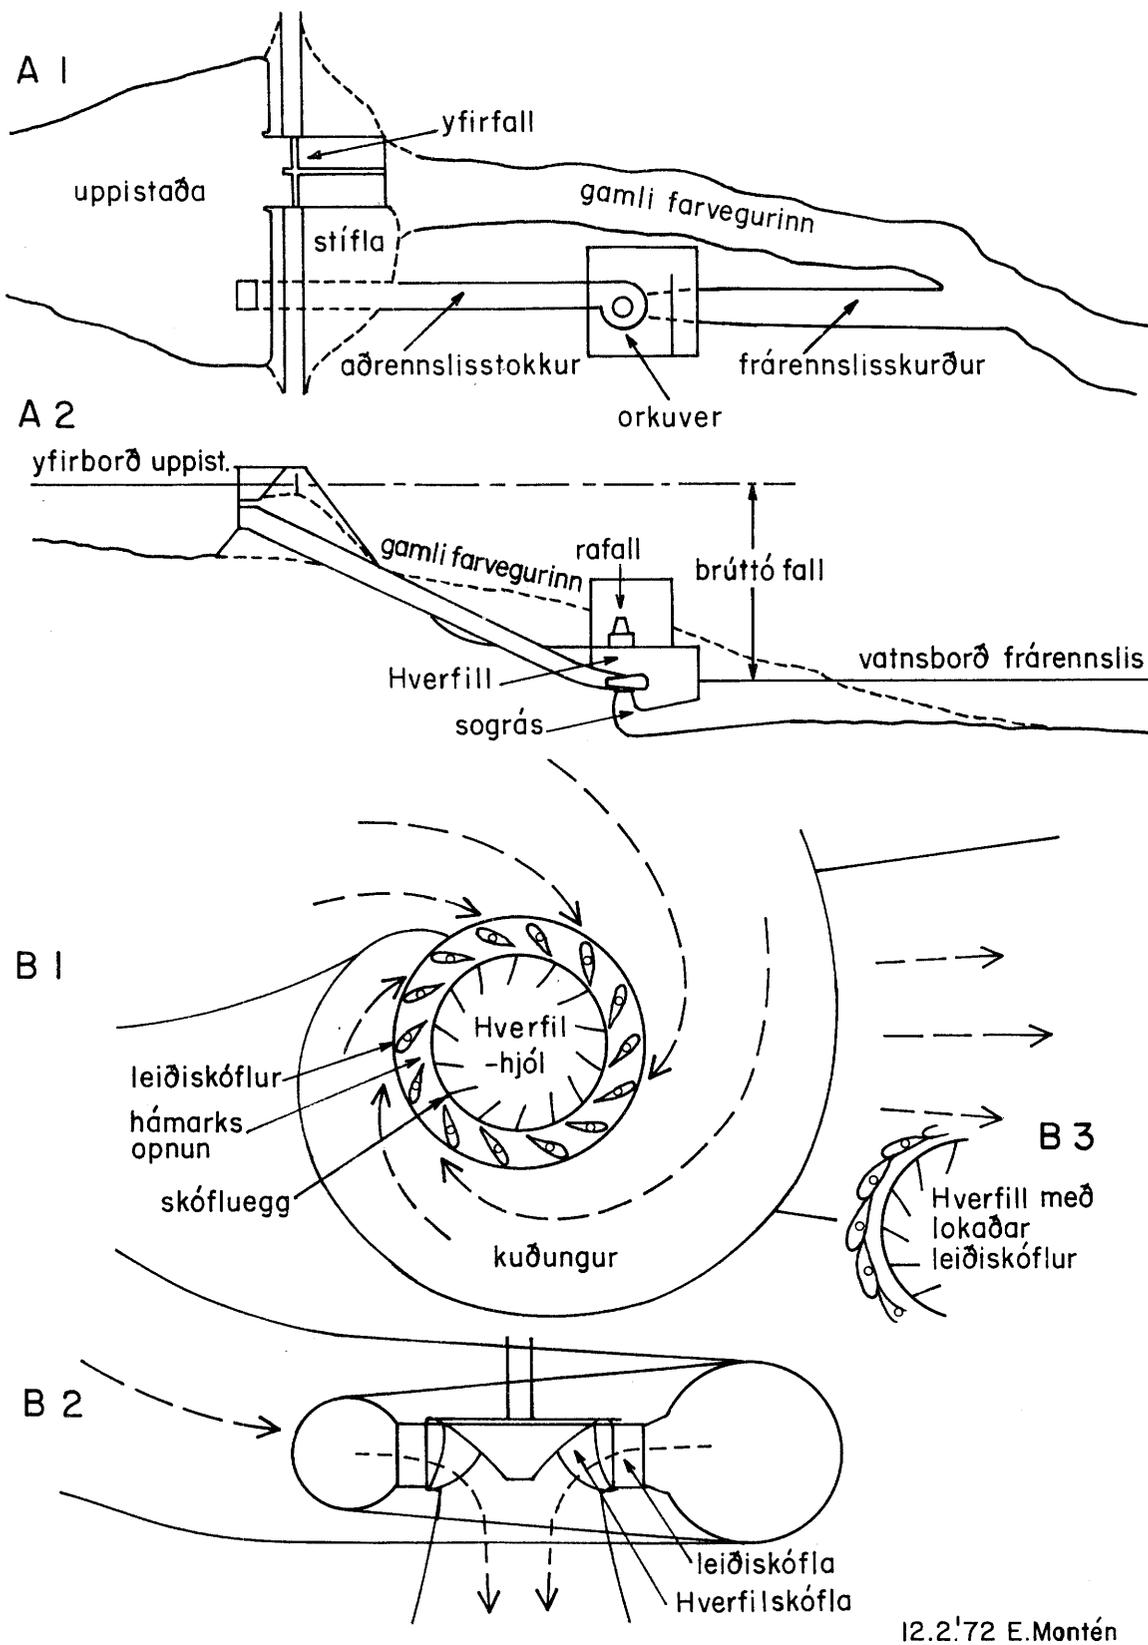 A 1
yfirfall
uppistaða
gamli farvegurinn
stífla
aðrennslisstokkur
frárennslisskurður
orkuver
A 2
yfirborð uppist.
gamli farvegurinn
rafall
brúttó fall
vatnsborð frárennslis
Hverfill
sográs
B 1
Hverfil
-hjól
leiðiskóflur
hámarks
opnun
skófluegg
kuðungur
B 3
Hverfill með
lokaðar
leiðiskóflur
B 2
leiðiskófla
Hverfilskófla
12.2.'72 E.Montén